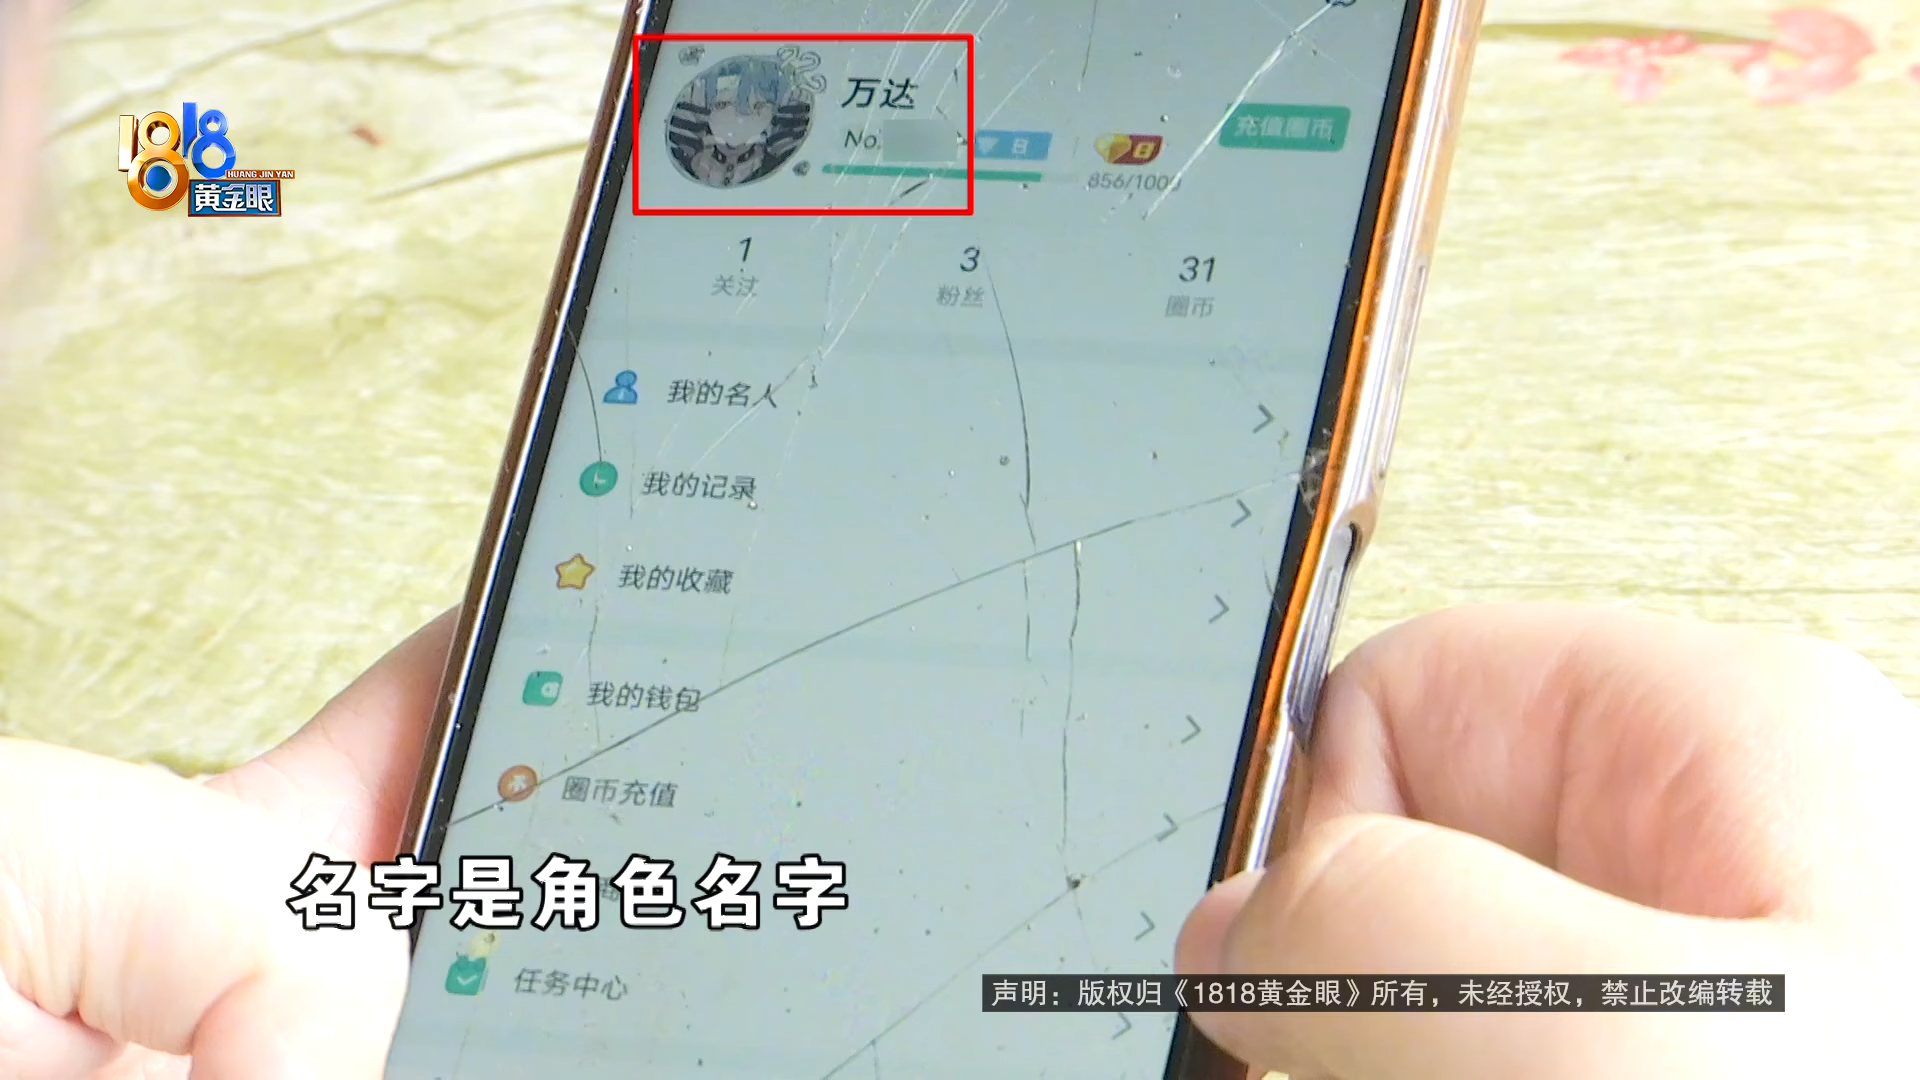 1818
HUANG JIN YAN
黄金眼
万达
No.
日
日
856/1000
充值圈币
1
关注
3
粉丝
31
圈币
我的名人
我的记录
我的收藏
我的钱包
圈币充值
名字是角色名字
任务中心
声明：版权归《1818黄金眼》所有，未经授权，禁止改编转载